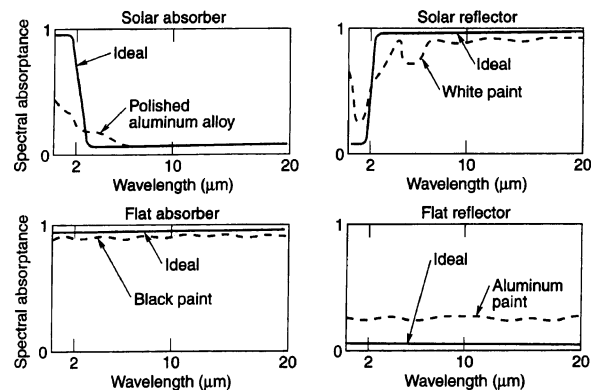 Solar absorber
Spectral absorptance
1
0
Ideal
Polished
aluminum alloy
2
10
20
Wavelength (μm)
Solar reflector
1
0
Ideal
White paint
2
10
20
Wavelength (μm)
Flat absorber
Spectral absorptance
1
0
Ideal
Black paint
2
10
20
Wavelength (μm)
Flat reflector
1
0
Ideal
Aluminum
paint
2
10
20
Wavelength (μm)